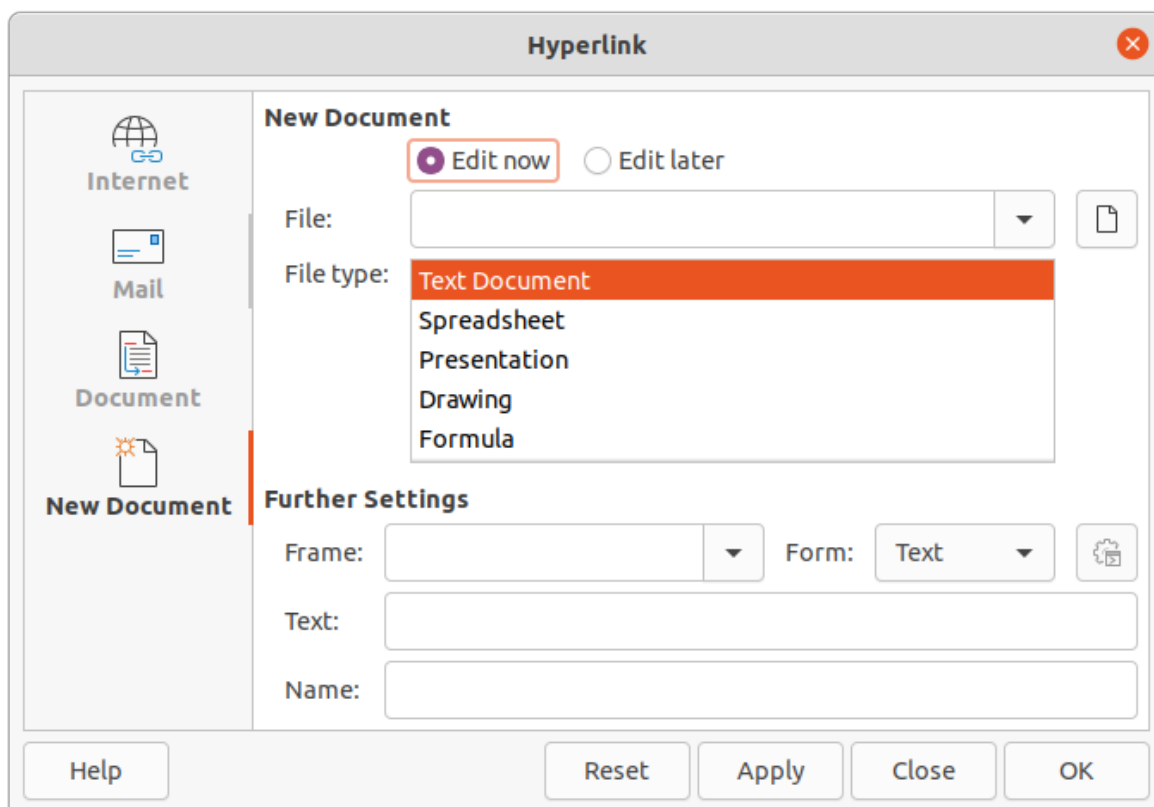 Hyperlink
Internet
Mail
Document
New Document
New Document
Edit now Edit later
File:
File type:
Text Document
Spreadsheet
Presentation
Drawing
Formula
Further Settings
Frame: Form: Text
Text:
Name:
Help Reset Apply Close OK